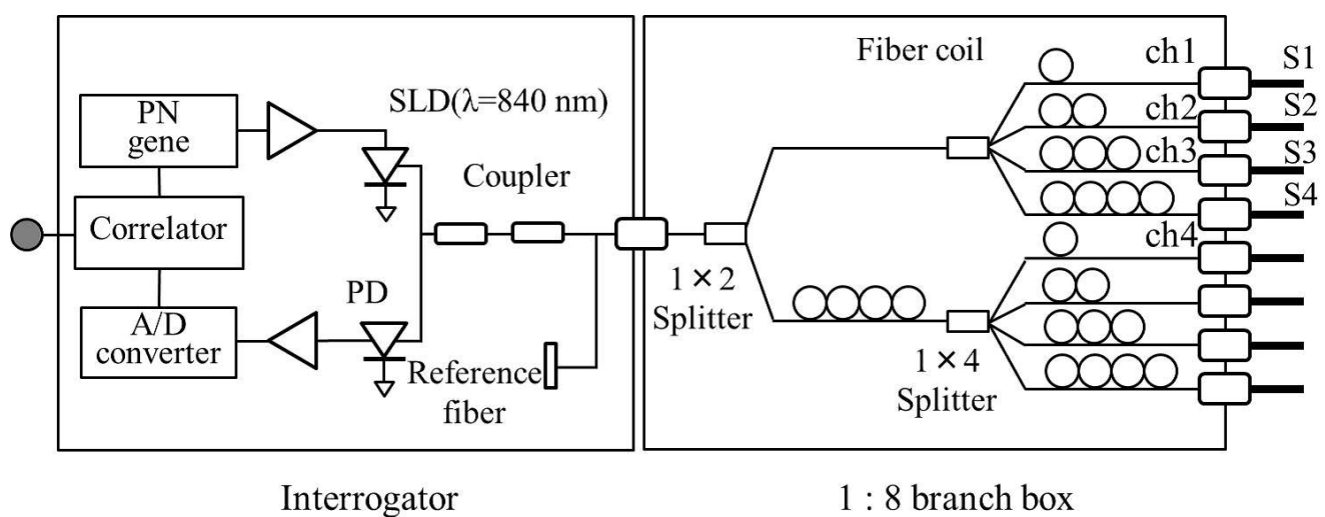 PN
gene
Correlator
A/D
converter
SLD(λ=840 nm)
Coupler
PD
Reference
fiber
Interrogator
1×2
Splitter
1×4
Splitter
Fiber coil
ch1
ch2
ch3
ch4
S1
S2
S3
S4
1 : 8 branch box